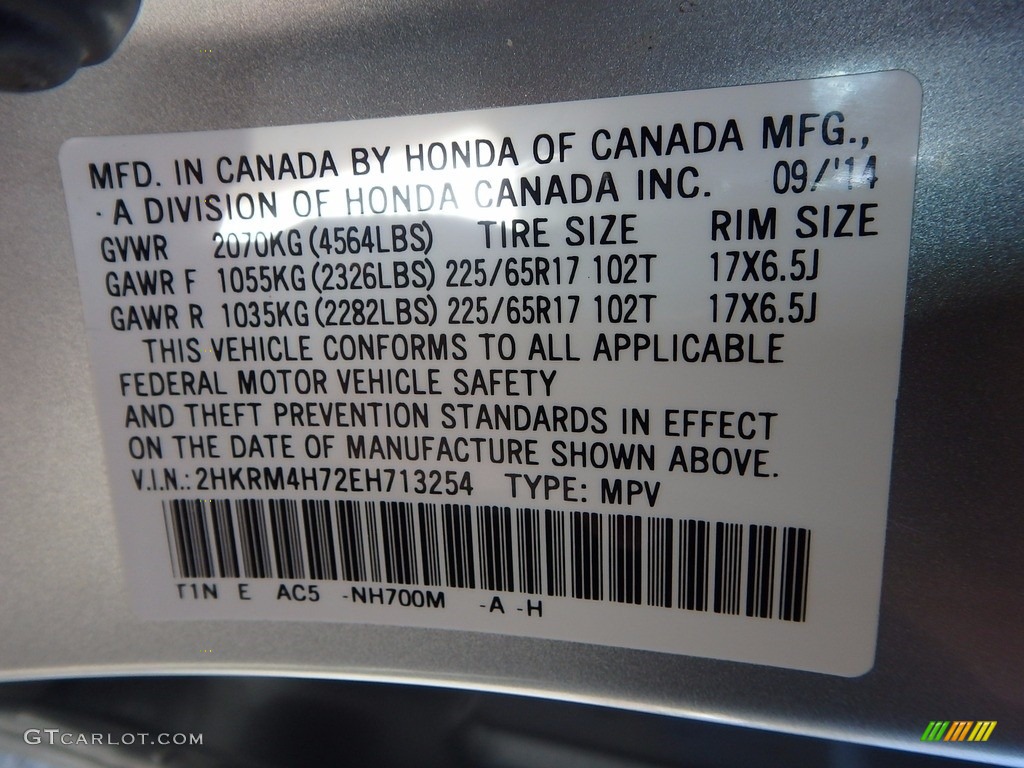 MFD. IN CANADA BY HONDA OF CANADA MFG.,
· A DIVISION OF HONDA CANADA INC. 09/'14
GVWR 2070KG (4564LBS) TIRE SIZE RIM SIZE
GAWR F 1055KG (2326LBS) 225/65R17 102T 17X6.5J
GAWR R 1035KG (2282LBS) 225/65R17 102T 17X6.5J
THIS VEHICLE CONFORMS TO ALL APPLICABLE
FEDERAL MOTOR VEHICLE SAFETY
AND THEFT PREVENTION STANDARDS IN EFFECT
ON THE DATE OF MANUFACTURE SHOWN ABOVE.
V.I.N.: 2HKRM4H72EH713254 TYPE: MPV
T1N E AC5 -NH700M -A -H
GTCARLOT.COM